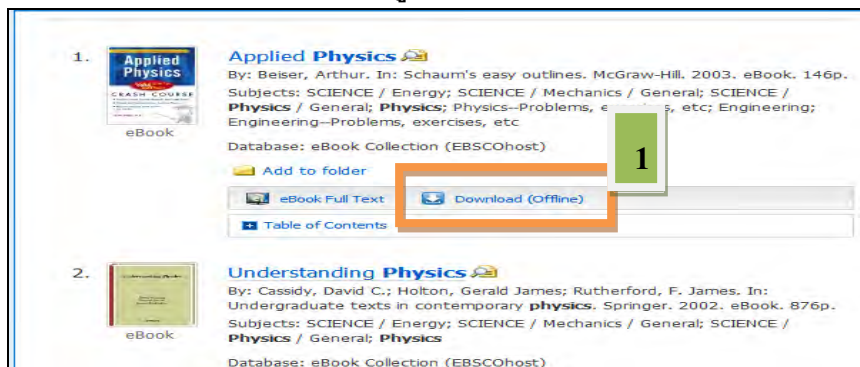 1.
Applied
Physics
CRASH COURSE
eBook
Applied Physics
By: Beiser, Arthur. In: Schaum's easy outlines. McGraw-Hill. 2003. eBook. 146p.
Subjects: SCIENCE / Energy; SCIENCE / Mechanics / General; SCIENCE /
Physics / General; Physics; Physics--Problems, etc; Engineering;
Engineering--Problems, exercises, etc
Database: eBook Collection (EBSCOhost)
Add to folder
1
eBook Full Text
Download (Offline)
Table of Contents
2.
eBook
Understanding Physics
By: Cassidy, David C.; Holton, Gerald James; Rutherford, F. James. In:
Undergraduate texts in contemporary physics. Springer. 2002. eBook. 876p.
Subjects: SCIENCE / Energy; SCIENCE / Mechanics / General; SCIENCE /
Physics / General; Physics
Database: eBook Collection (EBSCOhost)